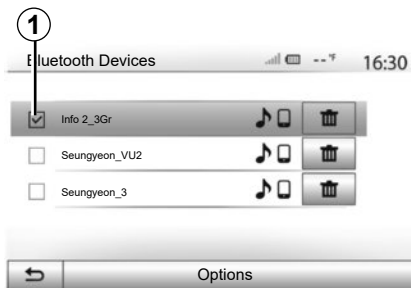 1
Bluetooth Devices -- °F 16:30
Info 2_3Gr
Seungyeon_VU2
Seungyeon_3
Options